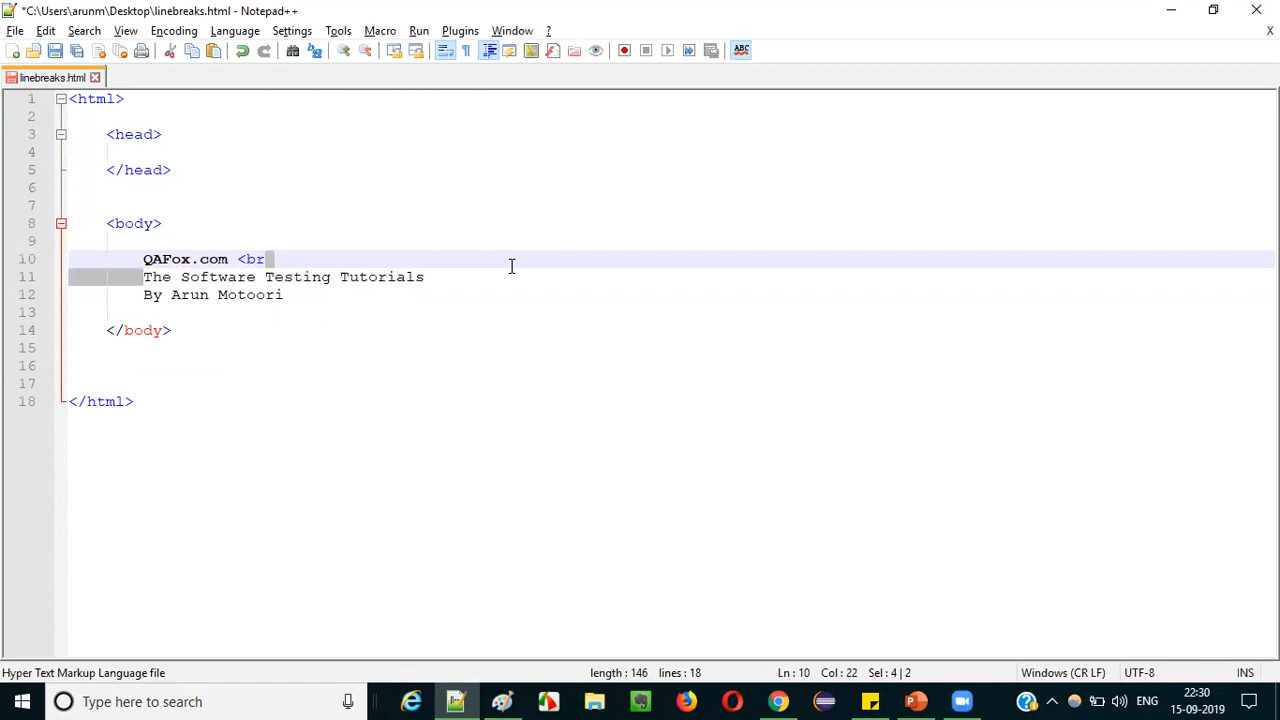 *C:\Users\arunm\Desktop\linebreaks.html - Notepad++
File Edit Search View Encoding Language Settings Tools Macro Run Plugins Window ? X
ABC
linebreaks.html
1 <html>
2
3 <head>
4
5 </head>
6
7
8 <body>
9
10 QAFox.com <br
11 The Software Testing Tutorials
12 By Arun Motoori
13
14 </body>
15
16
17
18 </html>
Hyper Text Markup Language file length : 146 lines : 18 Ln : 10 Col : 22 Sel : 4 | 2 Windows (CR LF) UTF-8 INS
Type here to search ENG 22:30
15-09-2019